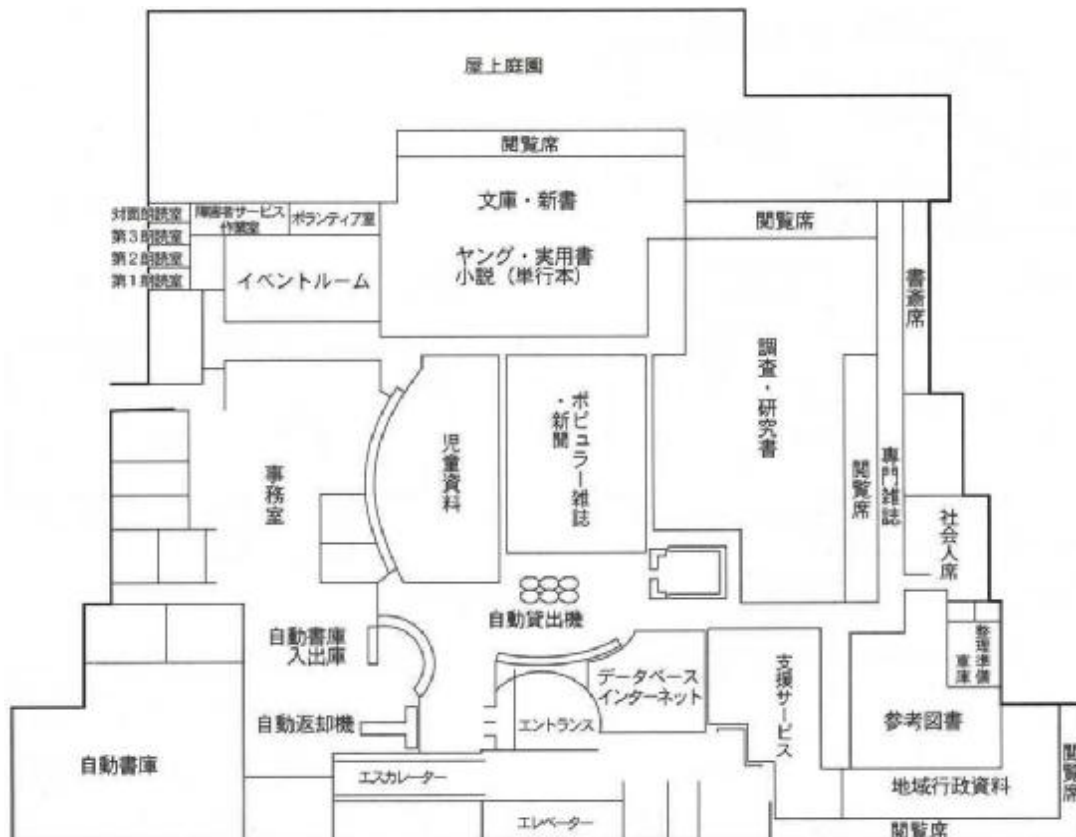 屋上庭園
閲覧席
文庫・新書
ヤング・実用書
小説（単行本）
対面朗読室
第3朗読室
第2朗読室
第1朗読室
障害者サービス
作業室
ボランティア室
イベントルーム
閲覧席
書斎席
調査・研究書
閲覧席
専門雑誌
社会人席
事務室
児童資料
ポピュラー雑誌
・新聞
自動貸出機
自動書庫
入出庫
自動返却機
自動書庫
データベース
インターネット
エントランス
支援サービス
整理準備
書庫
参考図書
エスカレーター
エレベーター
地域行政資料
閲覧席
閲覧席